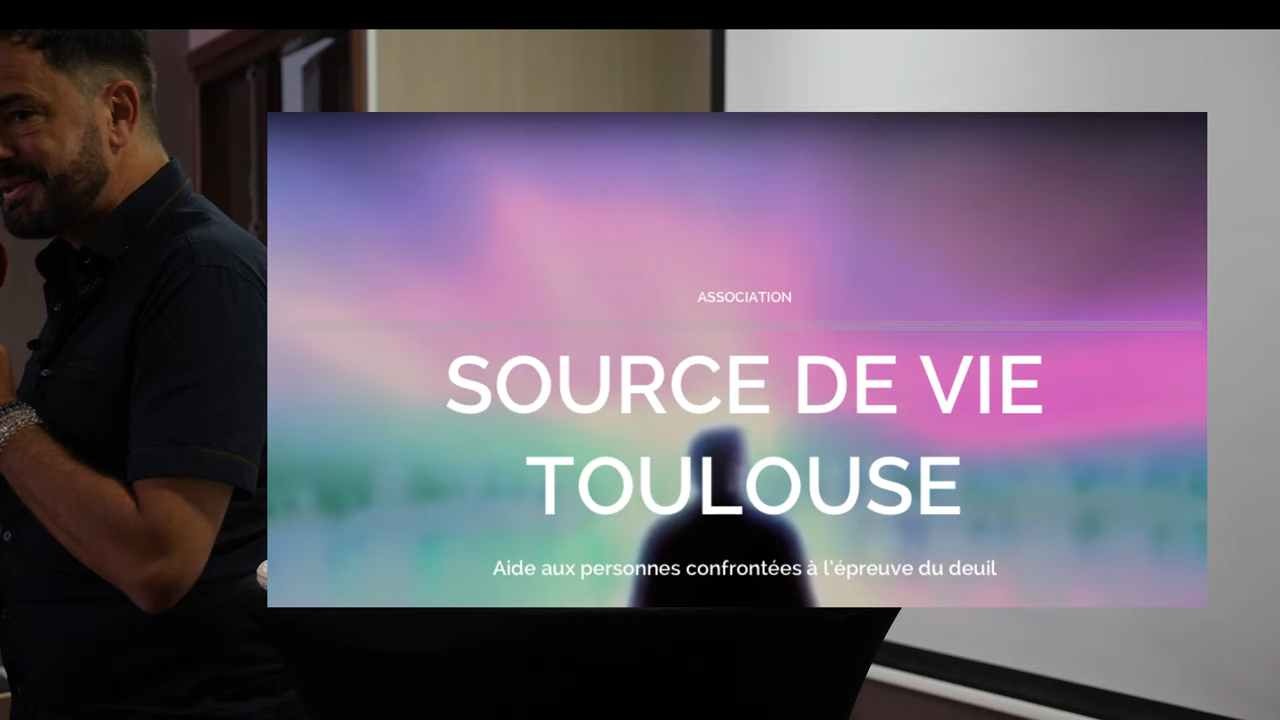 ASSOCIATION
SOURCE DE VIE
TOULOUSE
Aide aux personnes confrontées à l'épreuve du deuil